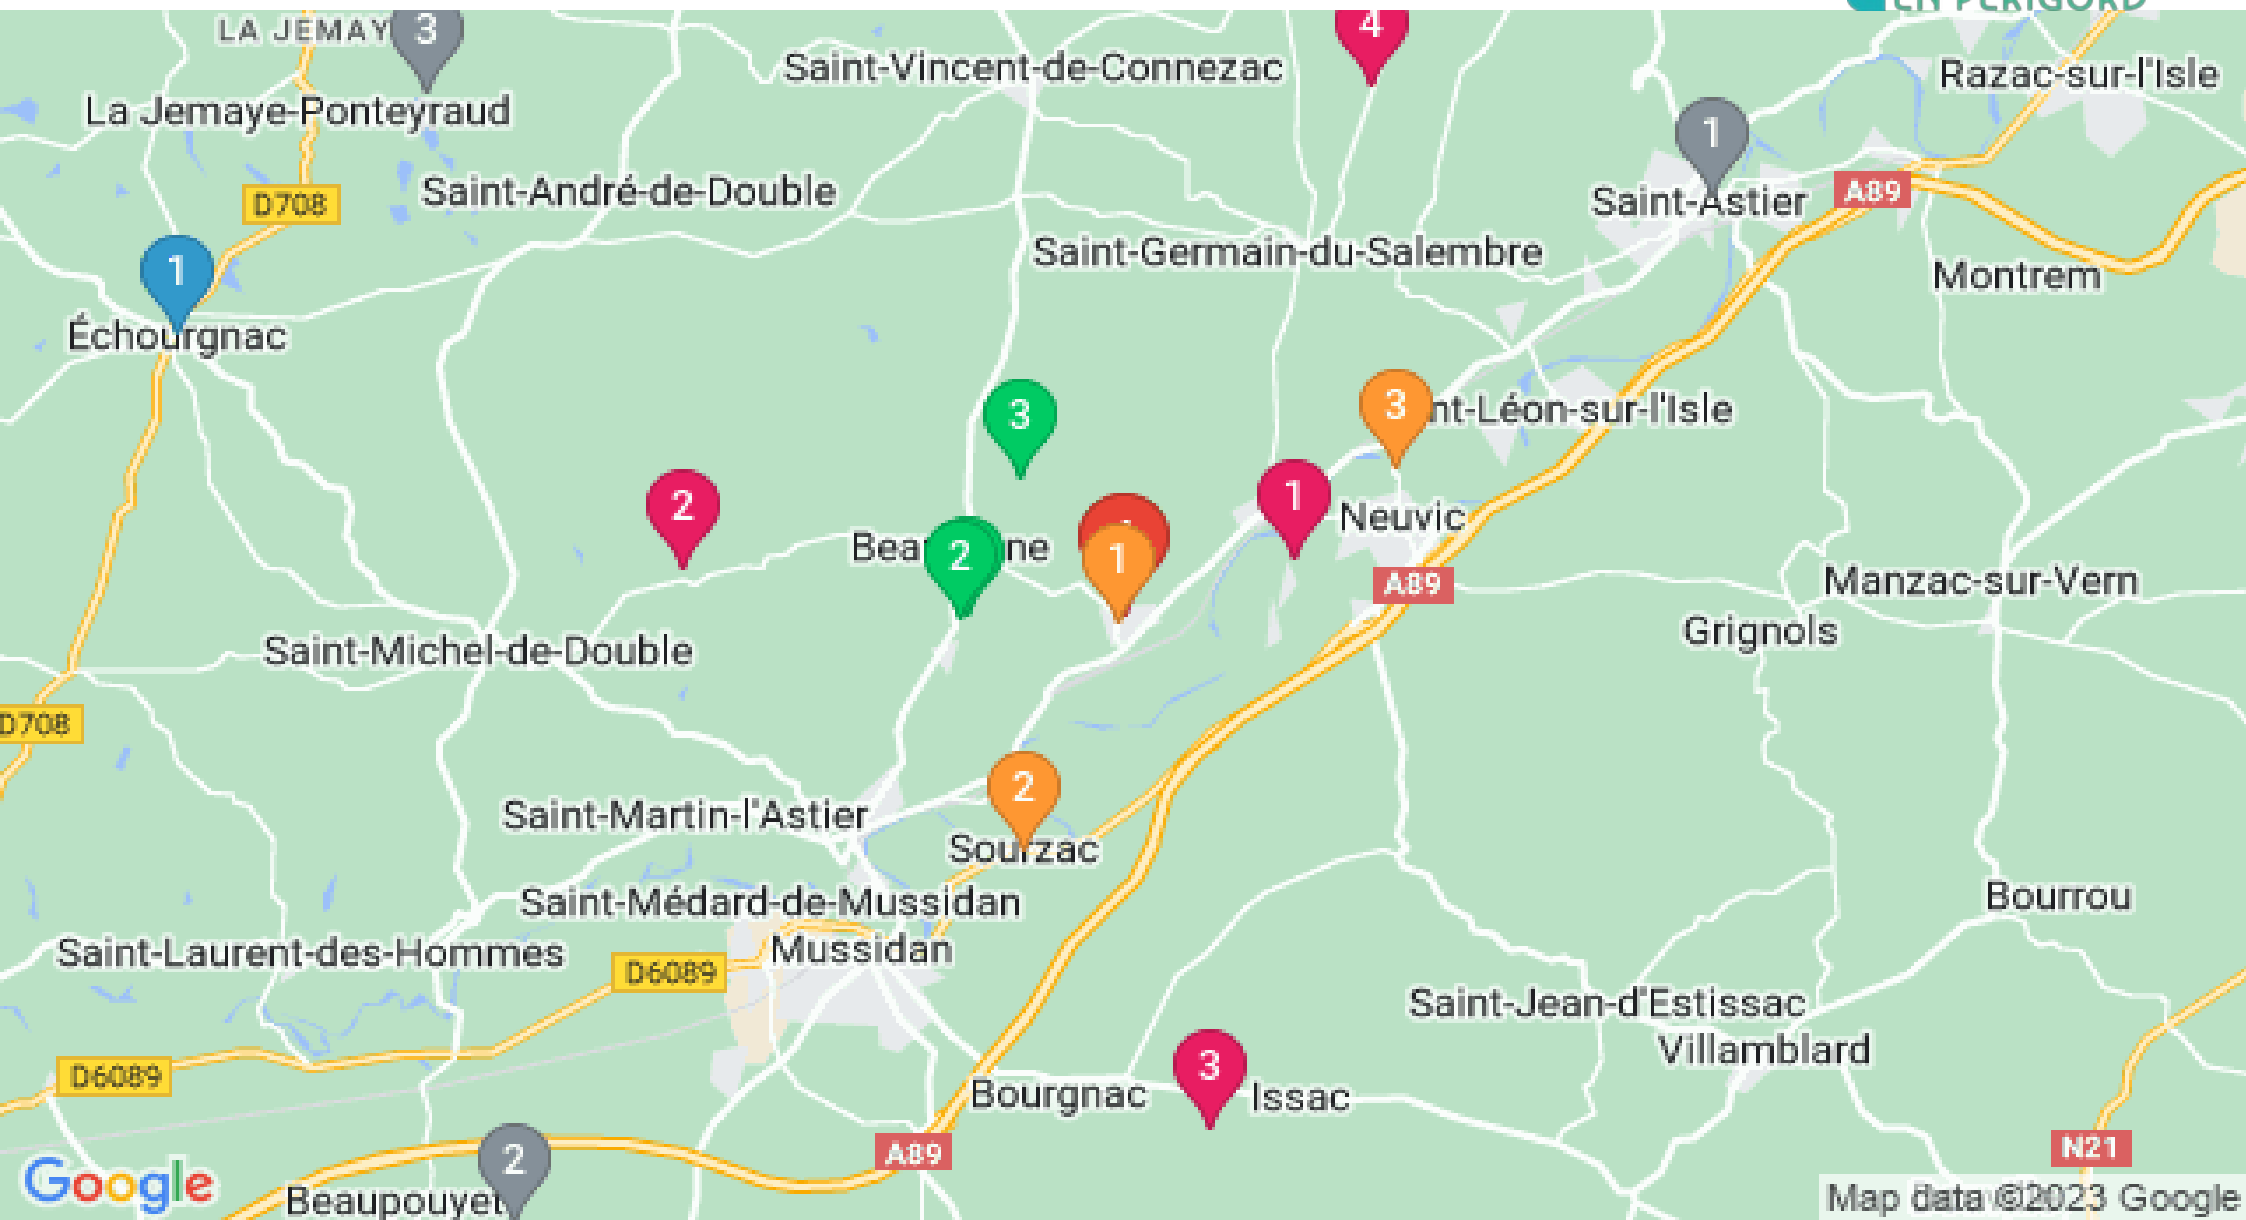 EN PÉRIGORD
4
LA JEMAY
3
Saint-Vincent-de-Connezac
Razac-sur-l'Isle
La Jemaye-Ponteyraud
1
Saint-André-de-Double
D708
Saint-Astier
A89
Saint-Germain-du-Salembre
1
Montrem
Échourgnac
3
3
nt-Léon-sur-l'Isle
2
1
Neuvic
Bea
2
ne
1
A89
Manzac-sur-Vern
Grignols
Saint-Michel-de-Double
D708
2
Saint-Martin-l'Astier
Sourzac
Saint-Médard-de-Mussidan
Bourrou
Saint-Laurent-des-Hommes
Mussidan
D6089
Saint-Jean-d'Estissac
Villamblard
D6089
3
Bourgnac
Issac
A89
N21
2
Google
Beaupouyet
Map data ©2023 Google